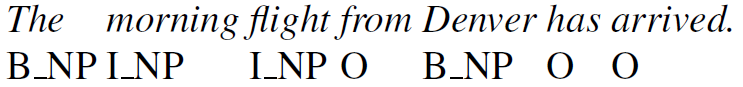 The morning flight from Denver has arrived.
B_NP I_NP I_NP O B_NP O O